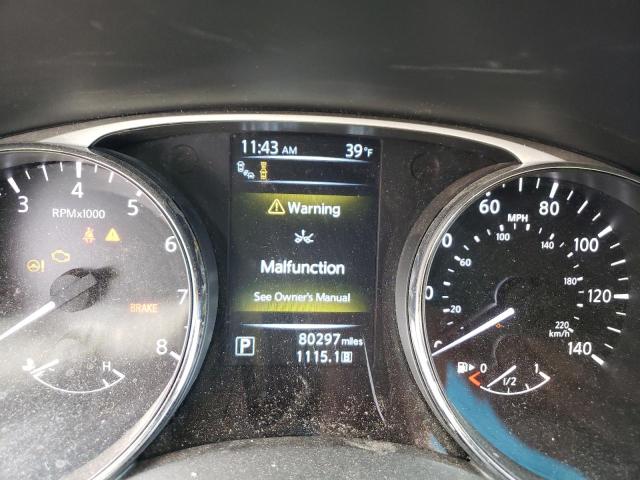 11:43 AM 39°F
Warning
Malfunction
See Owner's Manual
P 80297 miles
1115.1 B
3 4 5 6 7 8
RPMx1000
BRAKE
H
0 20 60 80 100 120 140
MPH
20 60 100 140 180 220
km/h
0 1/2 1